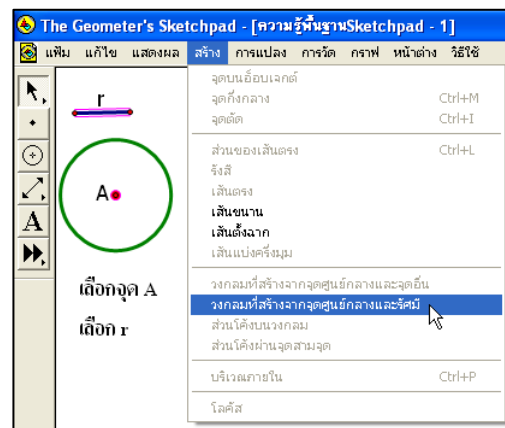 The Geometer's Sketchpad - [ความรู้พื้นฐานSketchpad - 1]
แฟ้ม แก้ไข แสดงผล สร้าง การแปลง การวัด กราฟ หน้าต่าง วิธีใช้
จุดบนอ็อบเจกต์
จุดกึ่งกลาง Ctrl+M
จุดตัด Ctrl+I
ส่วนของเส้นตรง Ctrl+L
รังสี
เส้นตรง
เส้นขนาน
เส้นตั้งฉาก
เส้นแบ่งครึ่งมุม
วงกลมที่สร้างจากจุดศูนย์กลางและจุดอื่น
วงกลมที่สร้างจากจุดศูนย์กลางและรัศมี
ส่วนโค้งบนวงกลม
ส่วนโค้งผ่านจุดสามจุด
บริเวณภายใน Ctrl+P
โลคัส
r
A
เลือกจุด A
เลือก r
A